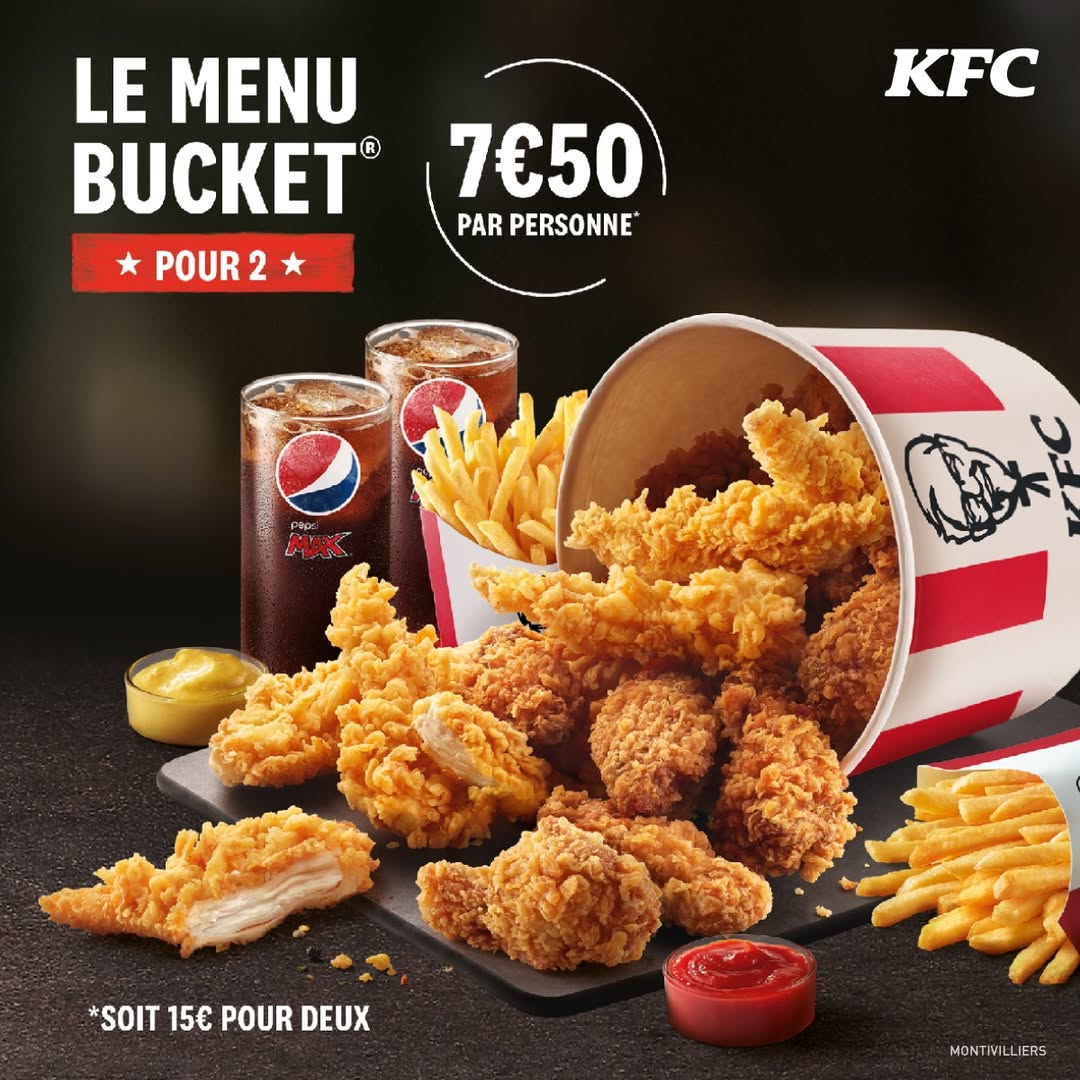 LE MENU
BUCKET®
★ POUR 2 ★
7€50
PAR PERSONNE*
KFC
pepsi
MAX
KFC
*SOIT 15€ POUR DEUX
MONTIVILLIERS